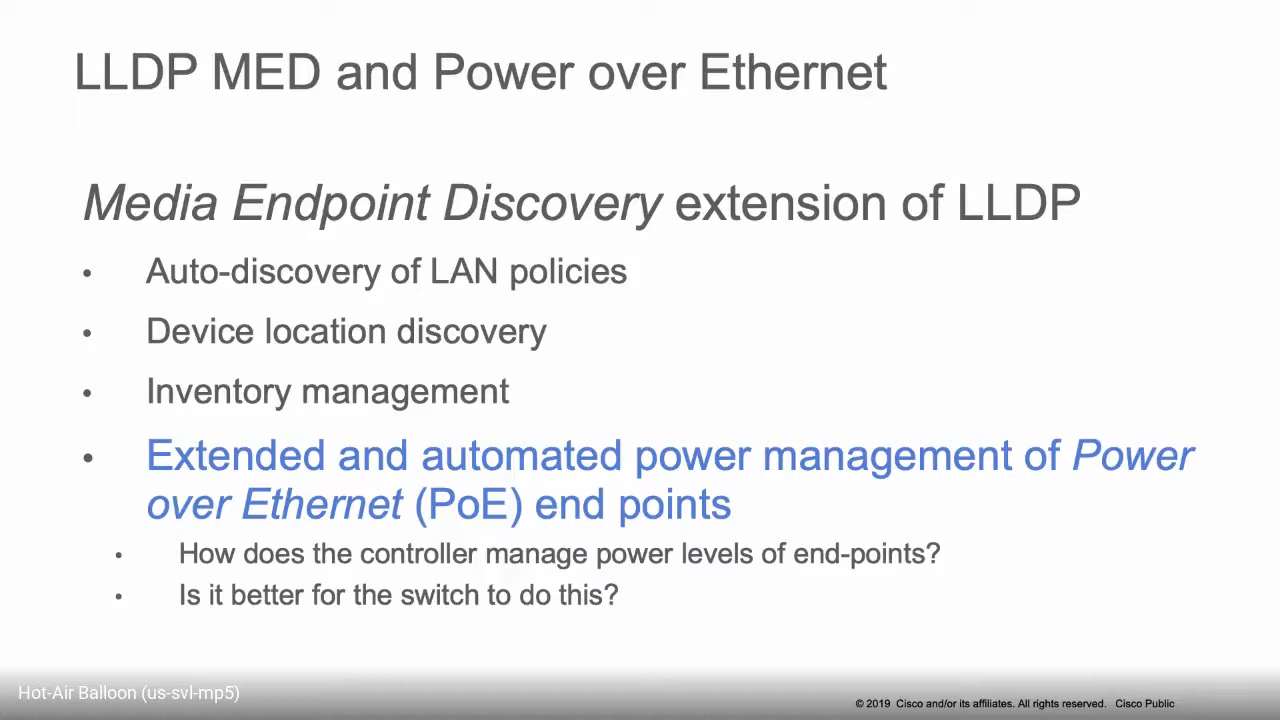 LLDP MED and Power over Ethernet
Media Endpoint Discovery extension of LLDP
• Auto-discovery of LAN policies
• Device location discovery
• Inventory management
• Extended and automated power management of Power
over Ethernet (PoE) end points
• How does the controller manage power levels of end-points?
• Is it better for the switch to do this?
Hot-Air Balloon (us-svl-mp5)
© 2019 Cisco and/or its affiliates. All rights reserved. Cisco Public